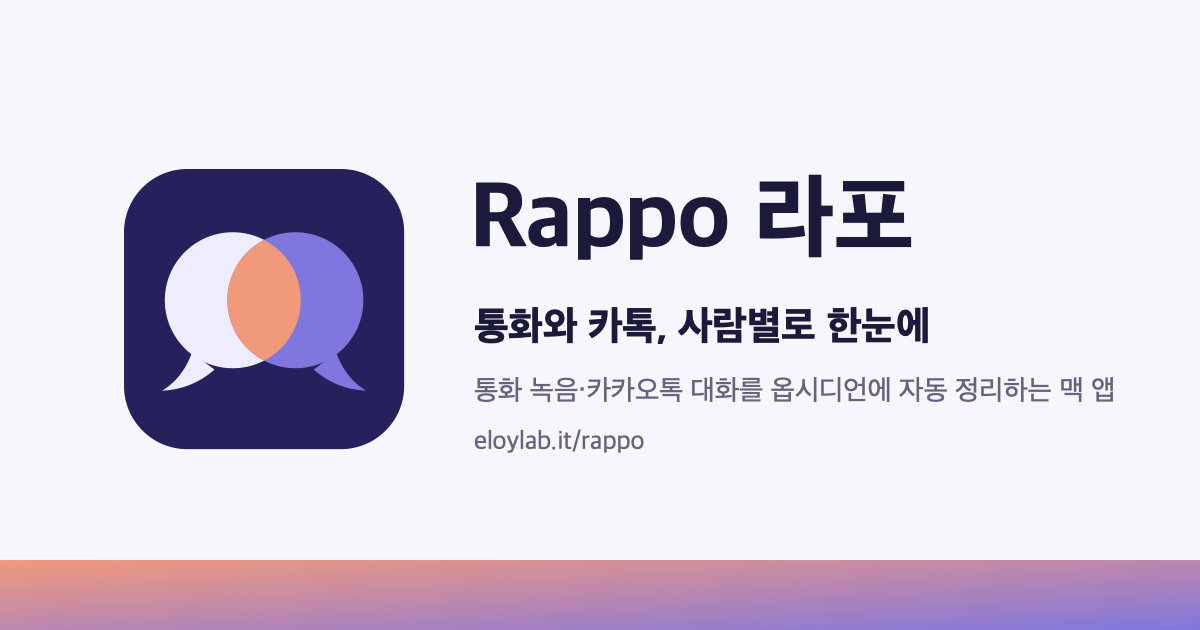 Rappo 라포
통화와 카톡, 사람별로 한눈에
통화 녹음·카카오톡 대화를 옵시디언에 자동 정리하는 맥 앱
eloylab.it/rappo